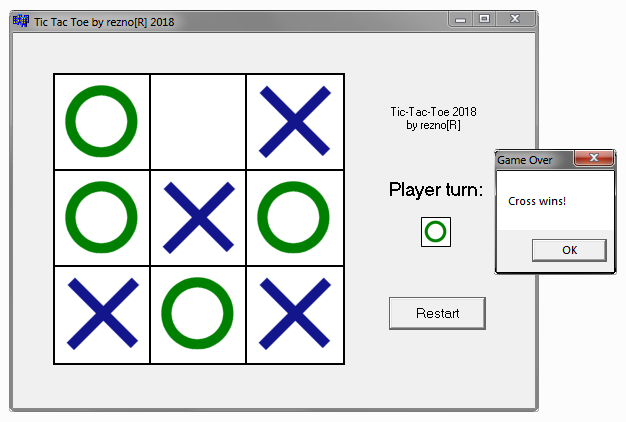 Tic Tac Toe by rezno[R] 2018
Tic-Tac-Toe 2018
by rezno[R]
Game Over
Player turn:
Cross wins!
OK
Restart